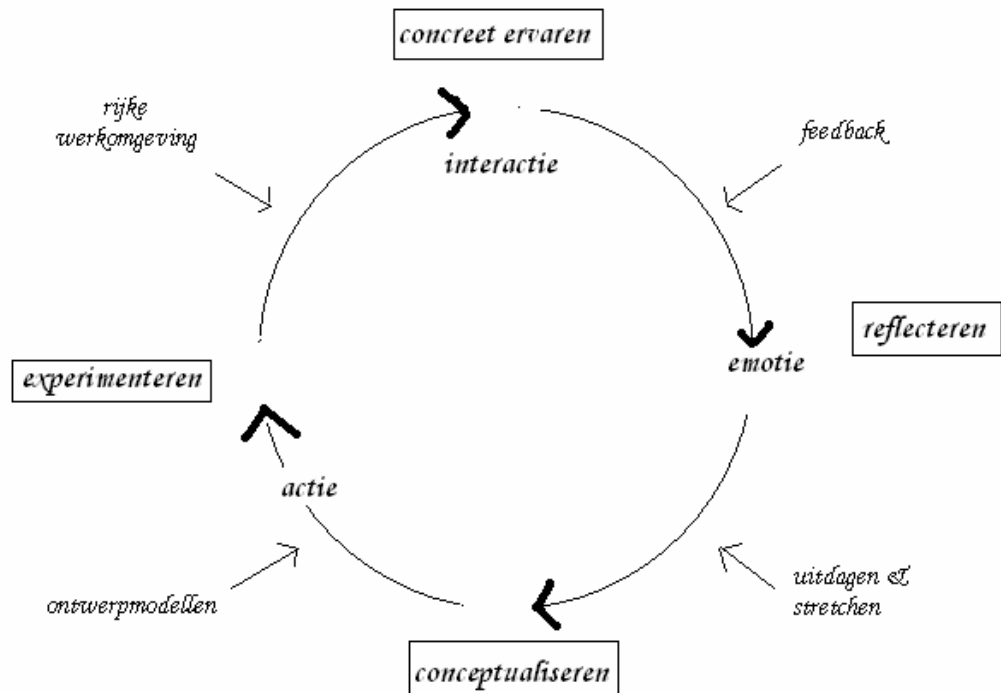 concreet ervaren
rijke
werkomgeving
feedback
interactie
reflecteren
emotie
experimenteren
actie
uitdagen &
stretchen
ontwerpmodellen
conceptualiseren